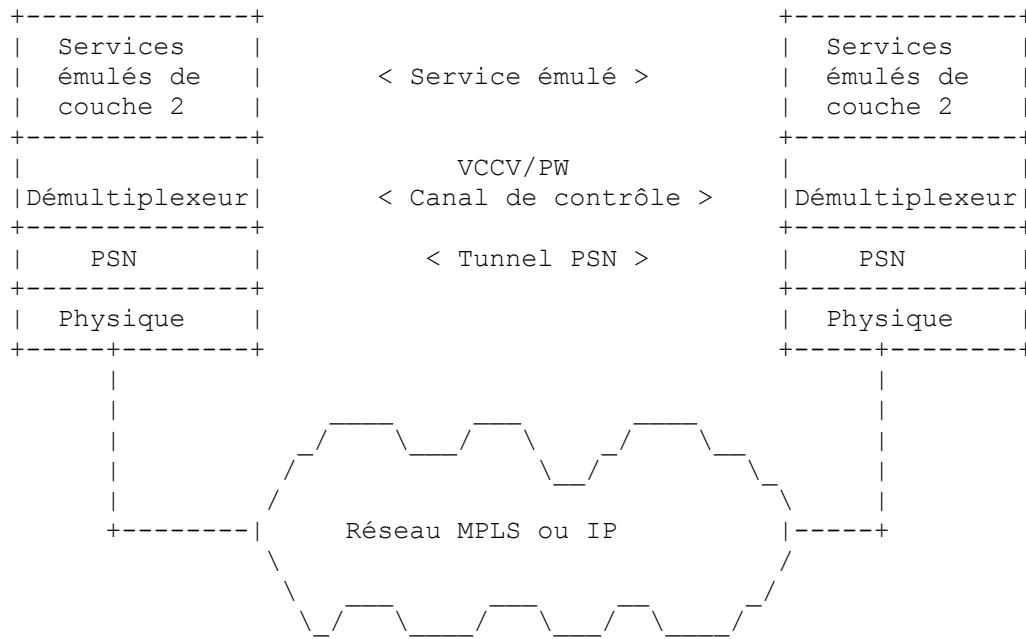 Services Services
émulés de < Service émulé > émulés de
couche 2 couche 2
VCCV/PW
Démultiplexeur < Canal de contrôle > Démultiplexeur
PSN < Tunnel PSN > PSN
Physique Physique
Réseau MPLS ou IP